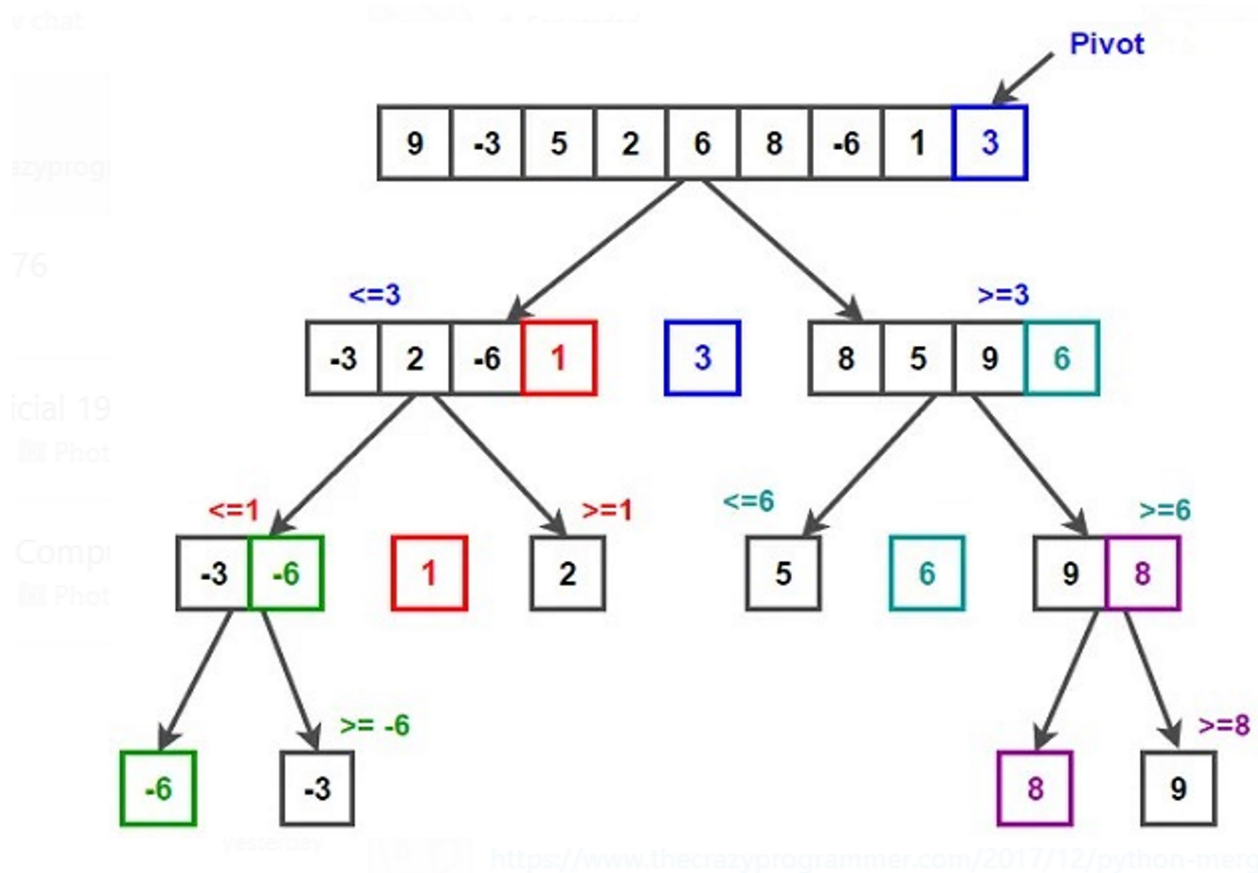 Pivot
9 -3 5 2 6 8 -6 1 3
<=3 >=3
-3 2 -6 1 3 8 5 9 6
<=1 >=1 <=6 >=6
-3 -6 1 2 5 6 9 8
>= -6 >=8
-6 -3 8 9
yesterday
https://www.thecrazyprogrammer.com/2017/12/python-merg